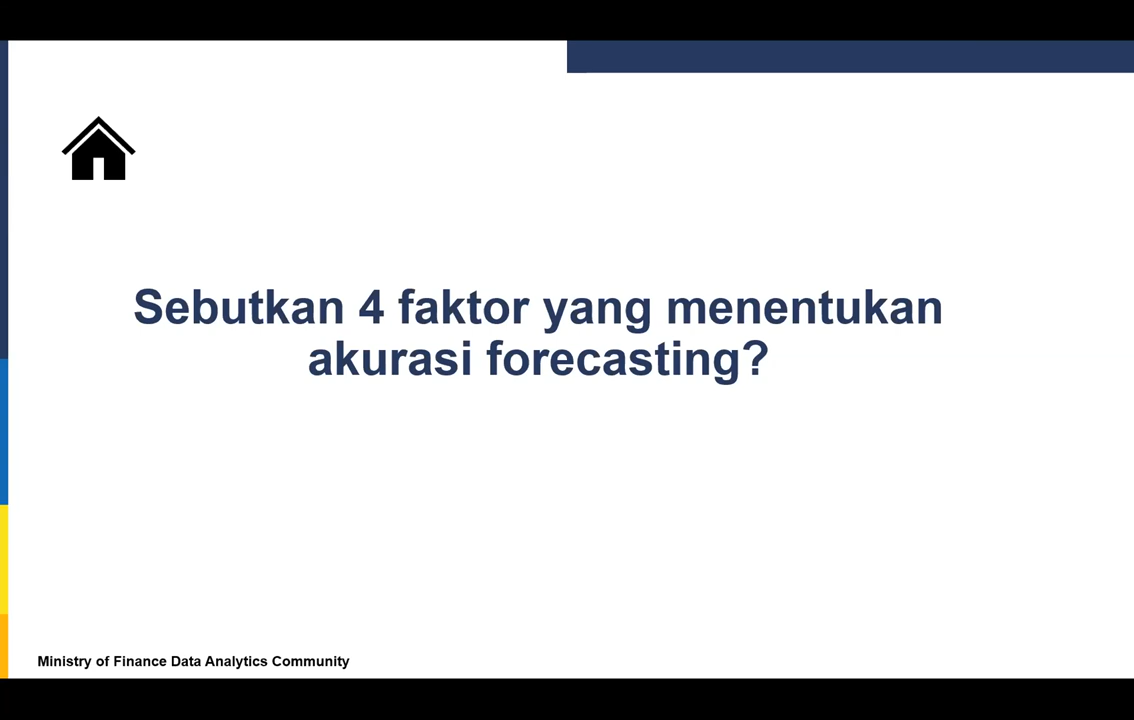 Sebutkan 4 faktor yang menentukan
akurasi forecasting?
Ministry of Finance Data Analytics Community